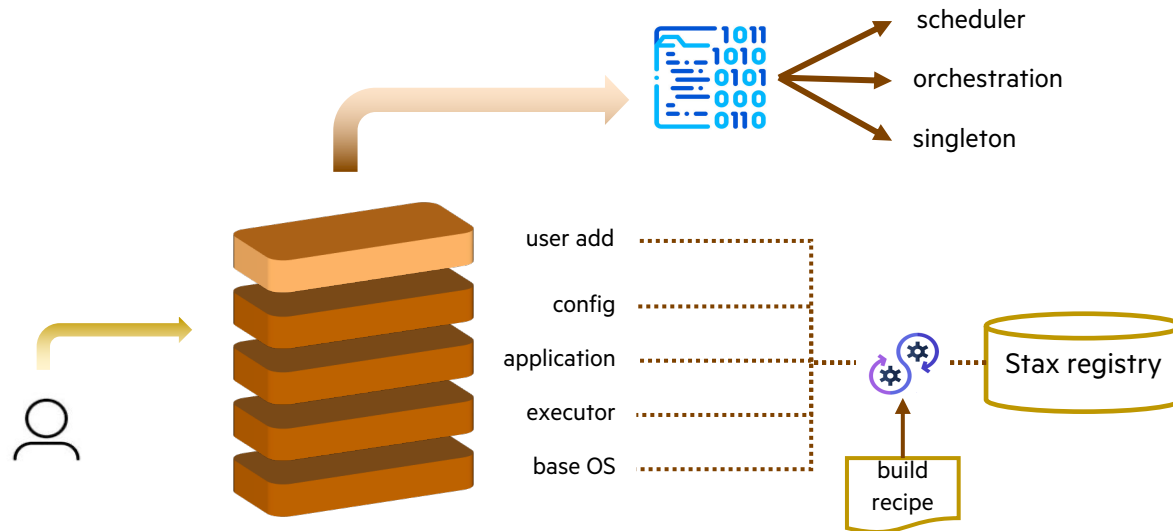 1011
1010
0101
000
0110
scheduler
orchestration
singleton
user add
config
application
executor
base OS
Stax registry
build
recipe